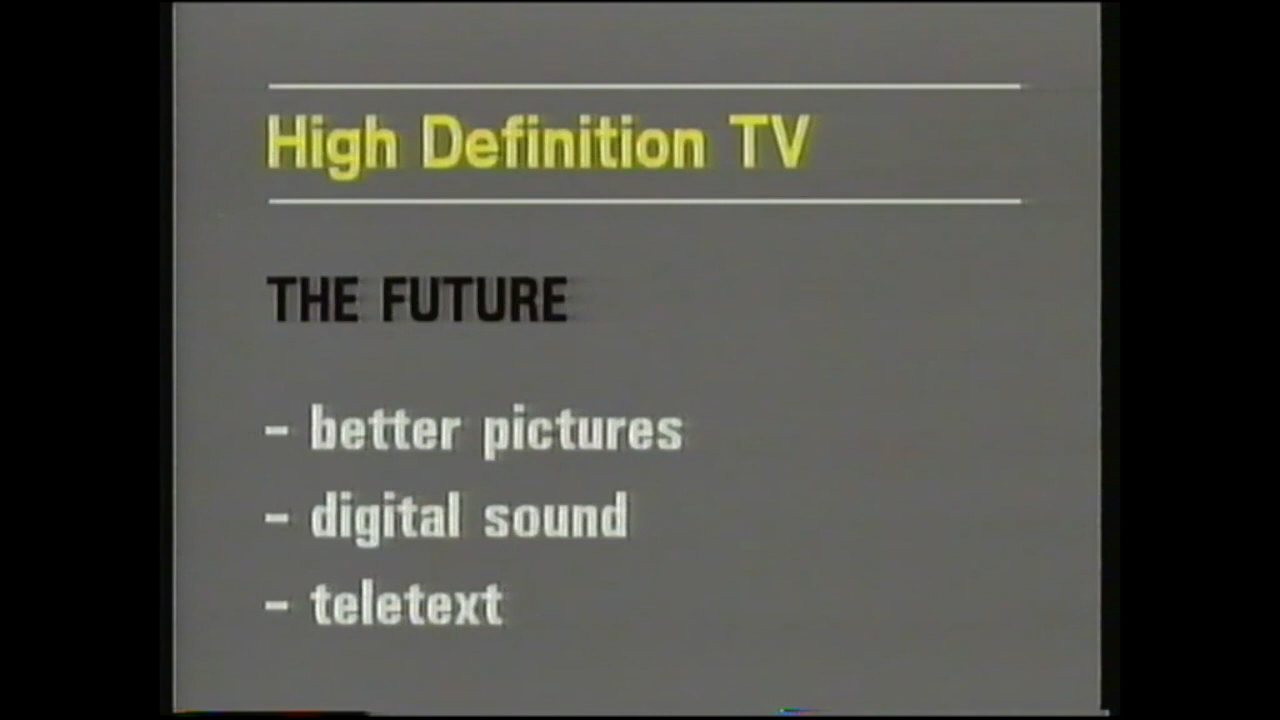 High Definition TV
THE FUTURE
- better pictures
- digital sound
- teletext